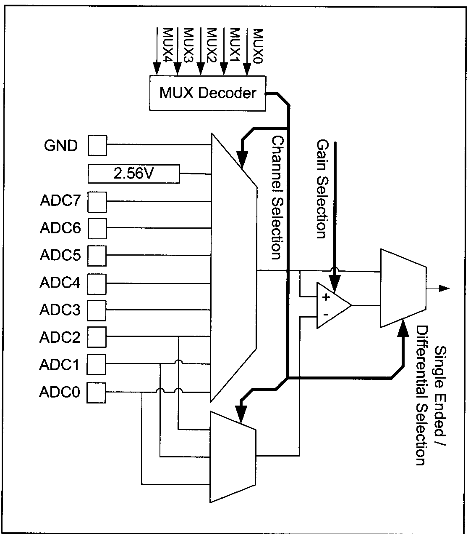 MUX4
MUX3
MUX2
MUX1
MUX0
MUX Decoder
GND
2.56V
ADC7
ADC6
ADC5
ADC4
ADC3
ADC2
ADC1
ADC0
Channel Selection
Gain Selection
+
-
Single Ended /
Differential Selection